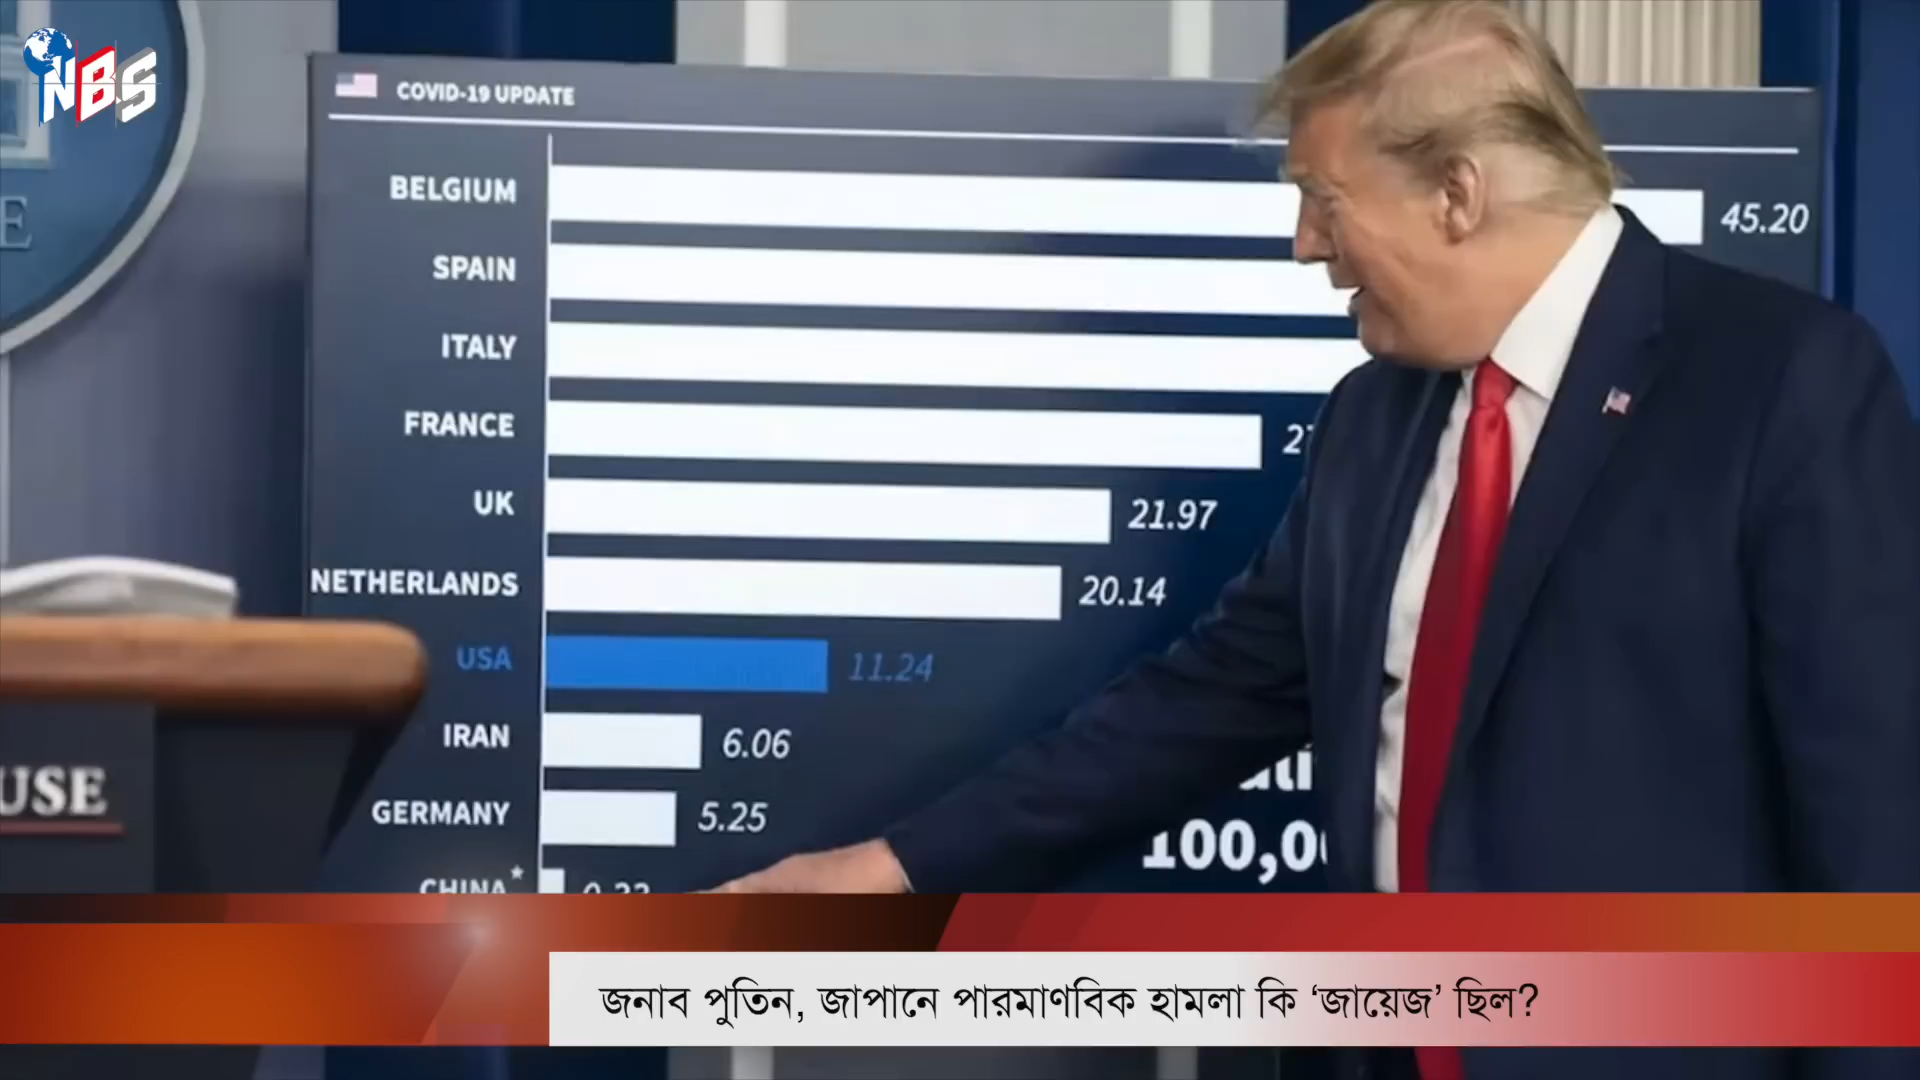 NBS
COVID-19 UPDATE
BELGIUM 45.20
SPAIN
ITALY
FRANCE
UK 21.97
NETHERLANDS 20.14
USA 11.24
IRAN 6.06
GERMANY 5.25
CHINA*
USE
জনাব পুতিন, জাপানে পারমাণবিক হামলা কি ‘জায়েজ’ ছিল?